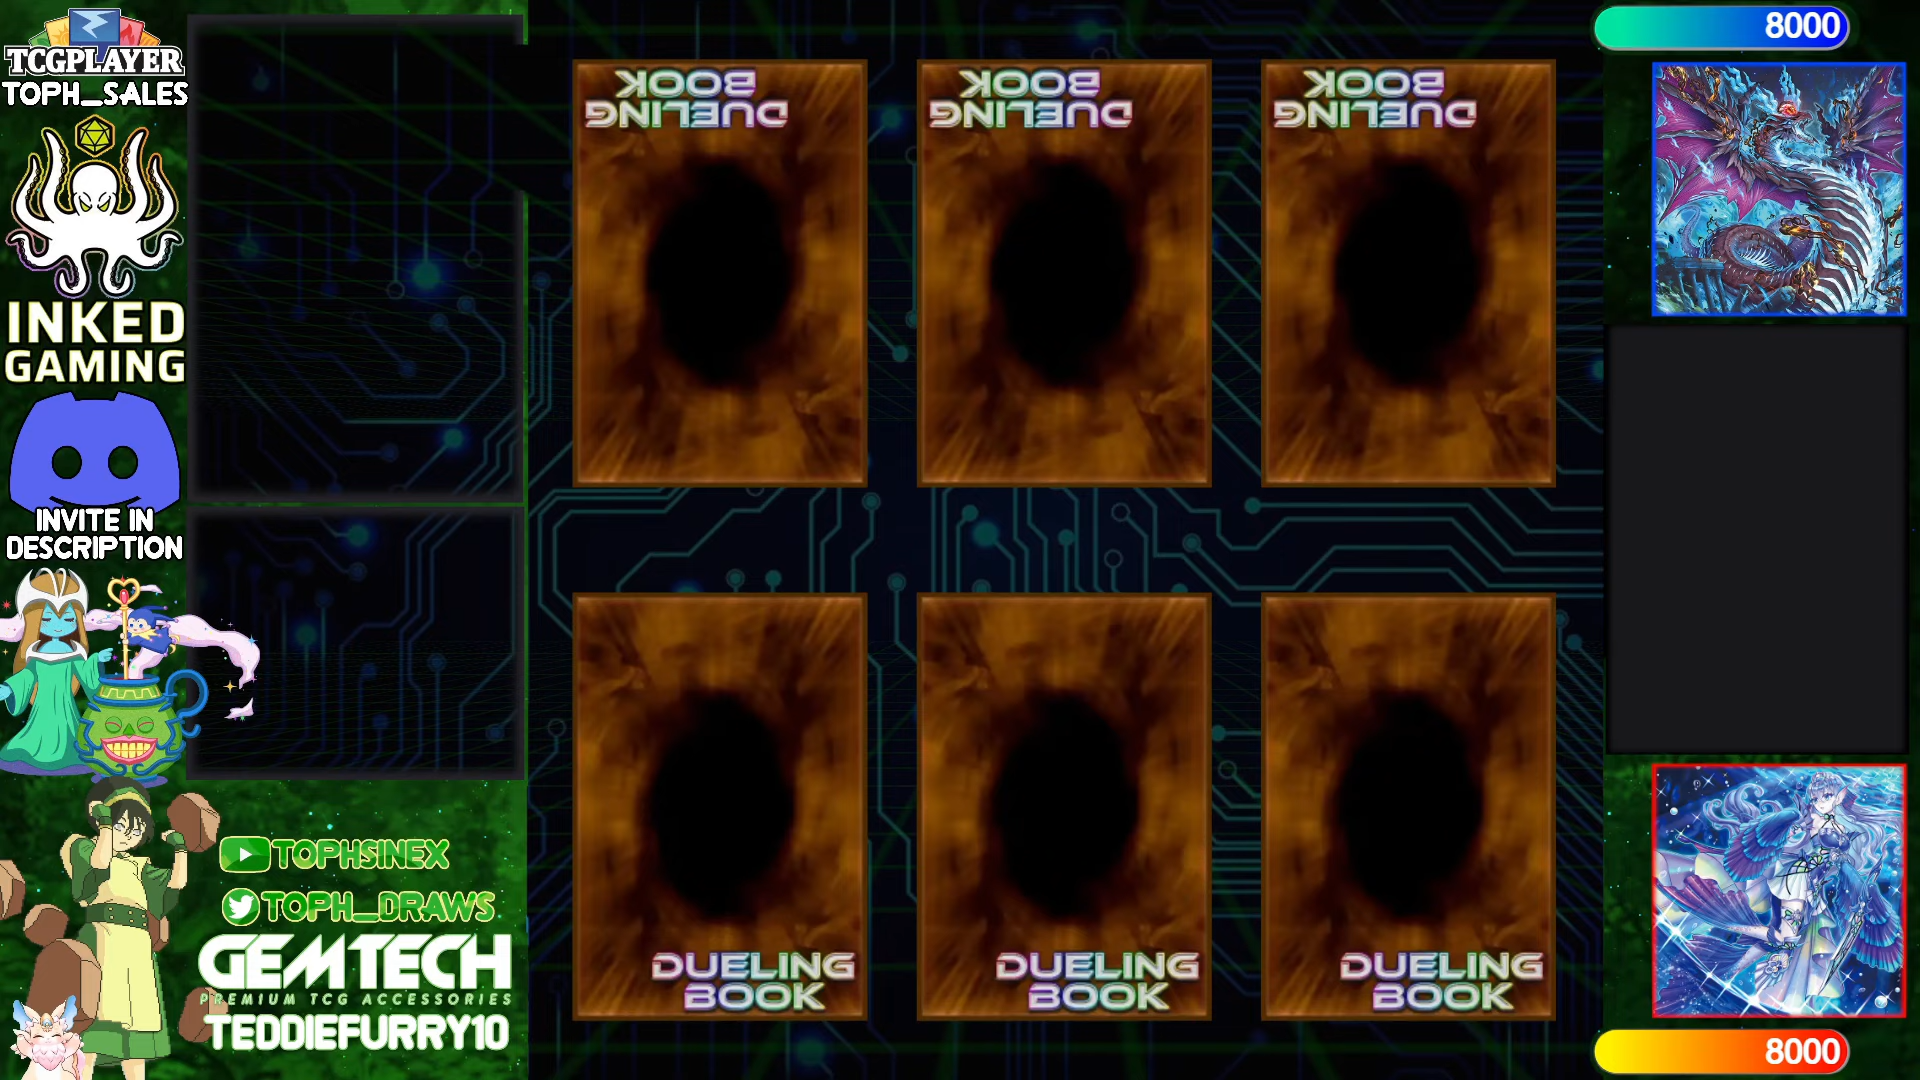 TCGPLAYER
TOPH_SALES
INKED
GAMING
INVITE IN
DESCRIPTION
TOPHSINEX
TOPH_DRAWS
GEMTECH
PREMIUM TCG ACCESSORIES
TEDDIEFURRY10
DUELING
BOOK
DUELING
BOOK
DUELING
BOOK
DUELING
BOOK
DUELING
BOOK
DUELING
BOOK
8000
8000